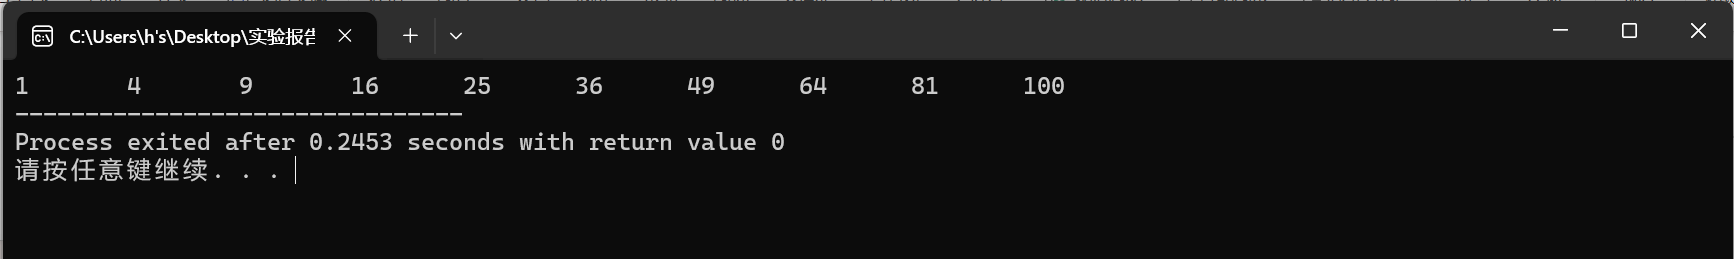 C:\Users\h's\Desktop\实验报告
1 4 9 16 25 36 49 64 81 100
--------------------------------
Process exited after 0.2453 seconds with return value 0
请按任意键继续. . .